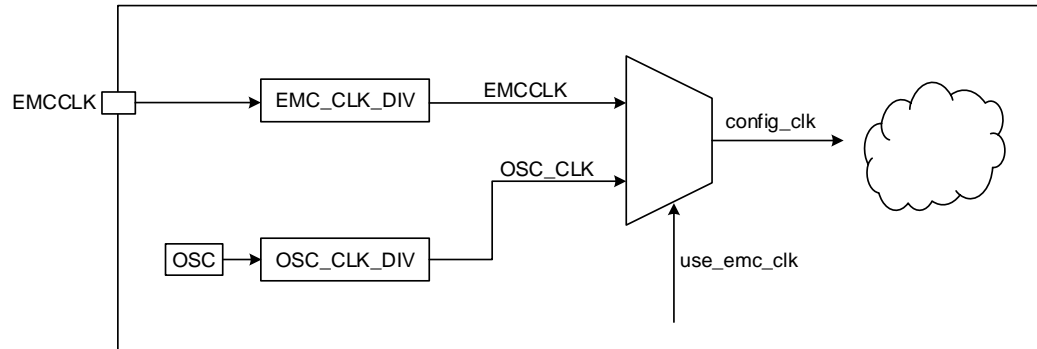 EMCCLK
EMC_CLK_DIV
EMCCLK
config_clk
OSC_CLK
OSC
OSC_CLK_DIV
use_emc_clk